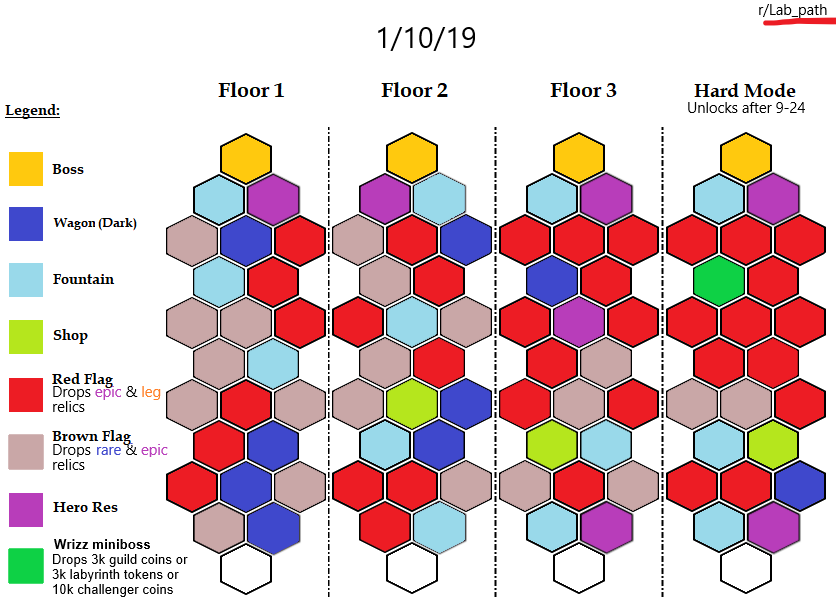 r/Lab_path
1/10/19
Floor 1
Floor 2
Floor 3
Hard Mode
Unlocks after 9-24
Legend:
Boss
Wagon (Dark)
Fountain
Shop
Red Flag
Drops epic & leg
relics
Brown Flag
Drops rare & epic
relics
Hero Res
Wrizz miniboss
Drops 3k guild coins or
3k labyrinth tokens or
10k challenger coins